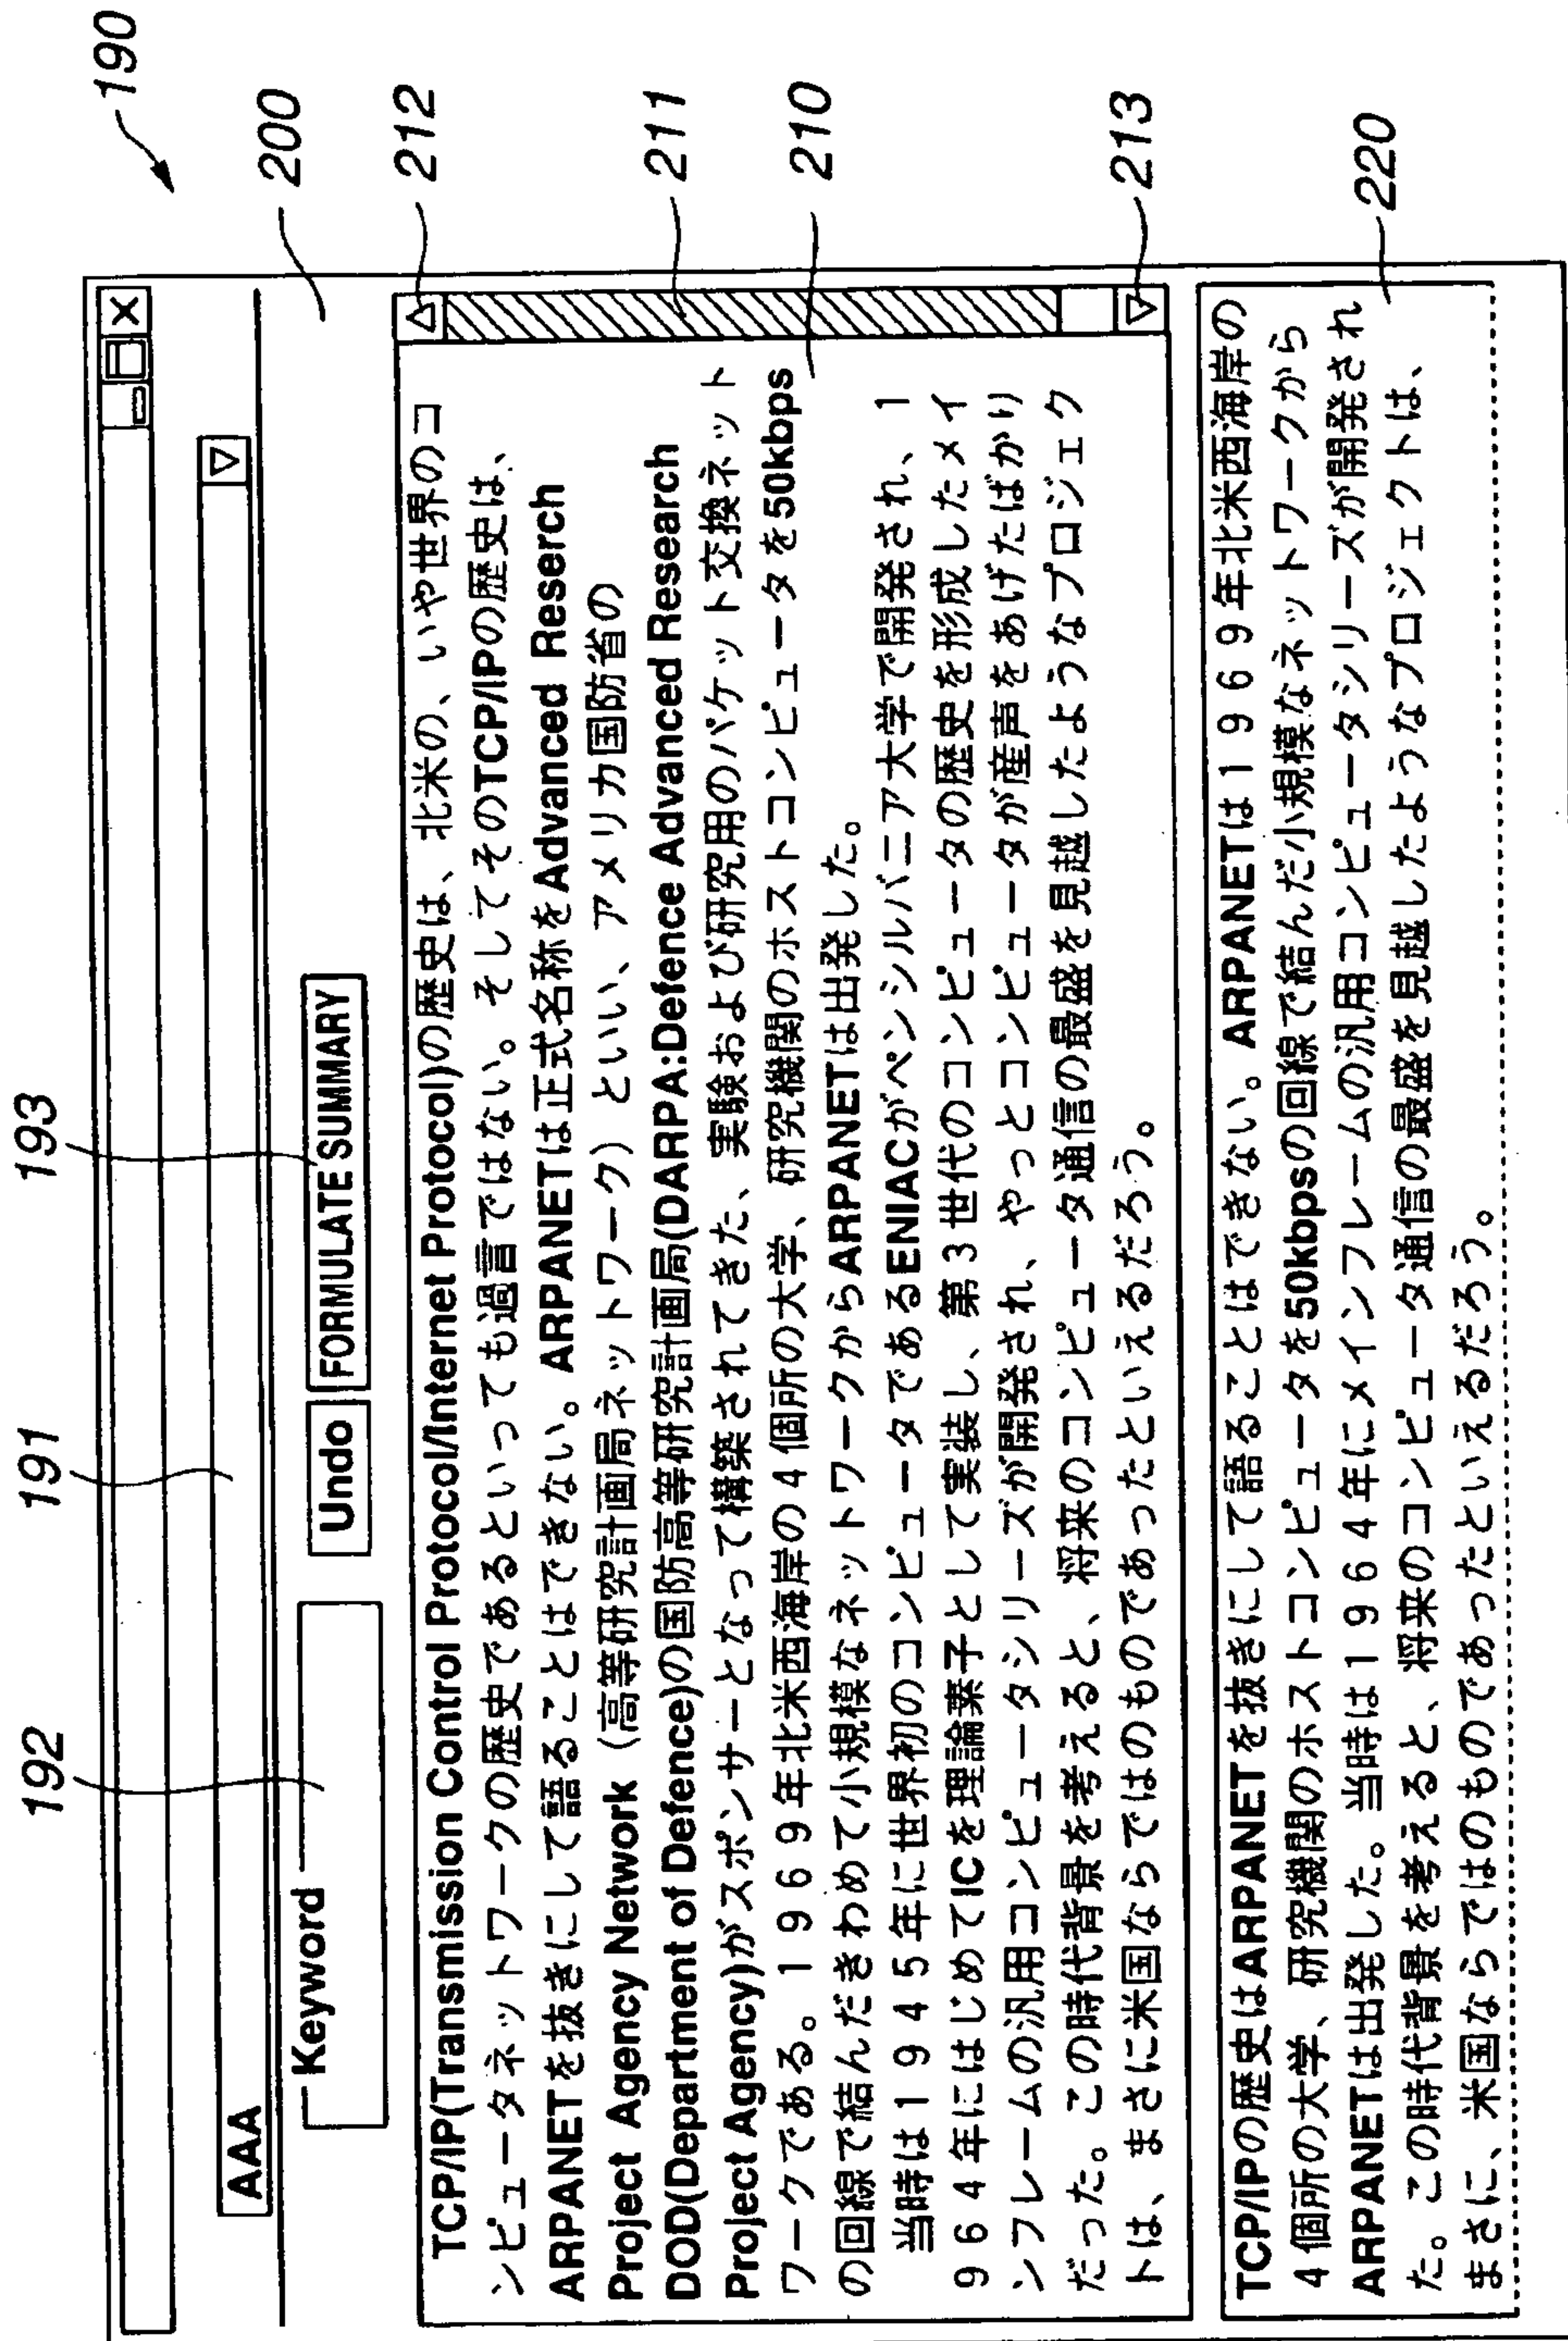 190
193
191
192
200
AAA
Keyword
Undo
FORMULATE SUMMARY
212
211
210
213
220
TCP/IP(Transmission Control Protocol/Internet Protocol)の歴史は、北米の、いや世界のコ
ンピュータネットワークの歴史であるといっても過言ではない。そしてそのTCP/IPの歴史は、
ARPANETを抜きにして語ることはできない。ARPANETは正式名称をAdvanced Reserch
Project Agency Network（高等研究計画局ネットワーク）といい、アメリカ国防省の
DOD(Department of Defence)の国防高等研究計画局(DARPA:Defence Advanced Research
Project Agency)がスポンサーとなって構築されてきた、実験および研究用のパケット交換ネット
ワークである。１９６９年北米西海岸の４個所の大学、研究機関のホストコンピュータを50kbps
の回線で結んだきわめて小規模なネットワークからARPANETは出発した。
当時は１９４５年に世界初のコンピュータであるENIACがペンシルバニア大学で開発され、１
９６４年にはじめてICを理論素子として実装し、第３世代のコンピュータの歴史を形成したメイ
ンフレームの汎用コンピュータシリーズが開発され、やっとコンピュータが産声をあげたばかり
だった。この時代背景を考えると、将来のコンピュータ通信の最盛を見越したようなプロジェク
トは、まさに米国ならではのものであったといえるだろう。
TCP/IPの歴史はARPANETを抜きにして語ることはできない。ARPANETは１９６９年北米西海岸の
４個所の大学、研究機関のホストコンピュータを50kbpsの回線で結んだ小規模なネットワークから
ARPANETは出発した。当時は１９６４年にメインフレームの汎用コンピュータシリーズが開発され
た。この時代背景を考えると、将来のコンピュータ通信の最盛を見越したようなプロジェクトは、
まさに、米国ならではのものであったといえるだろう。